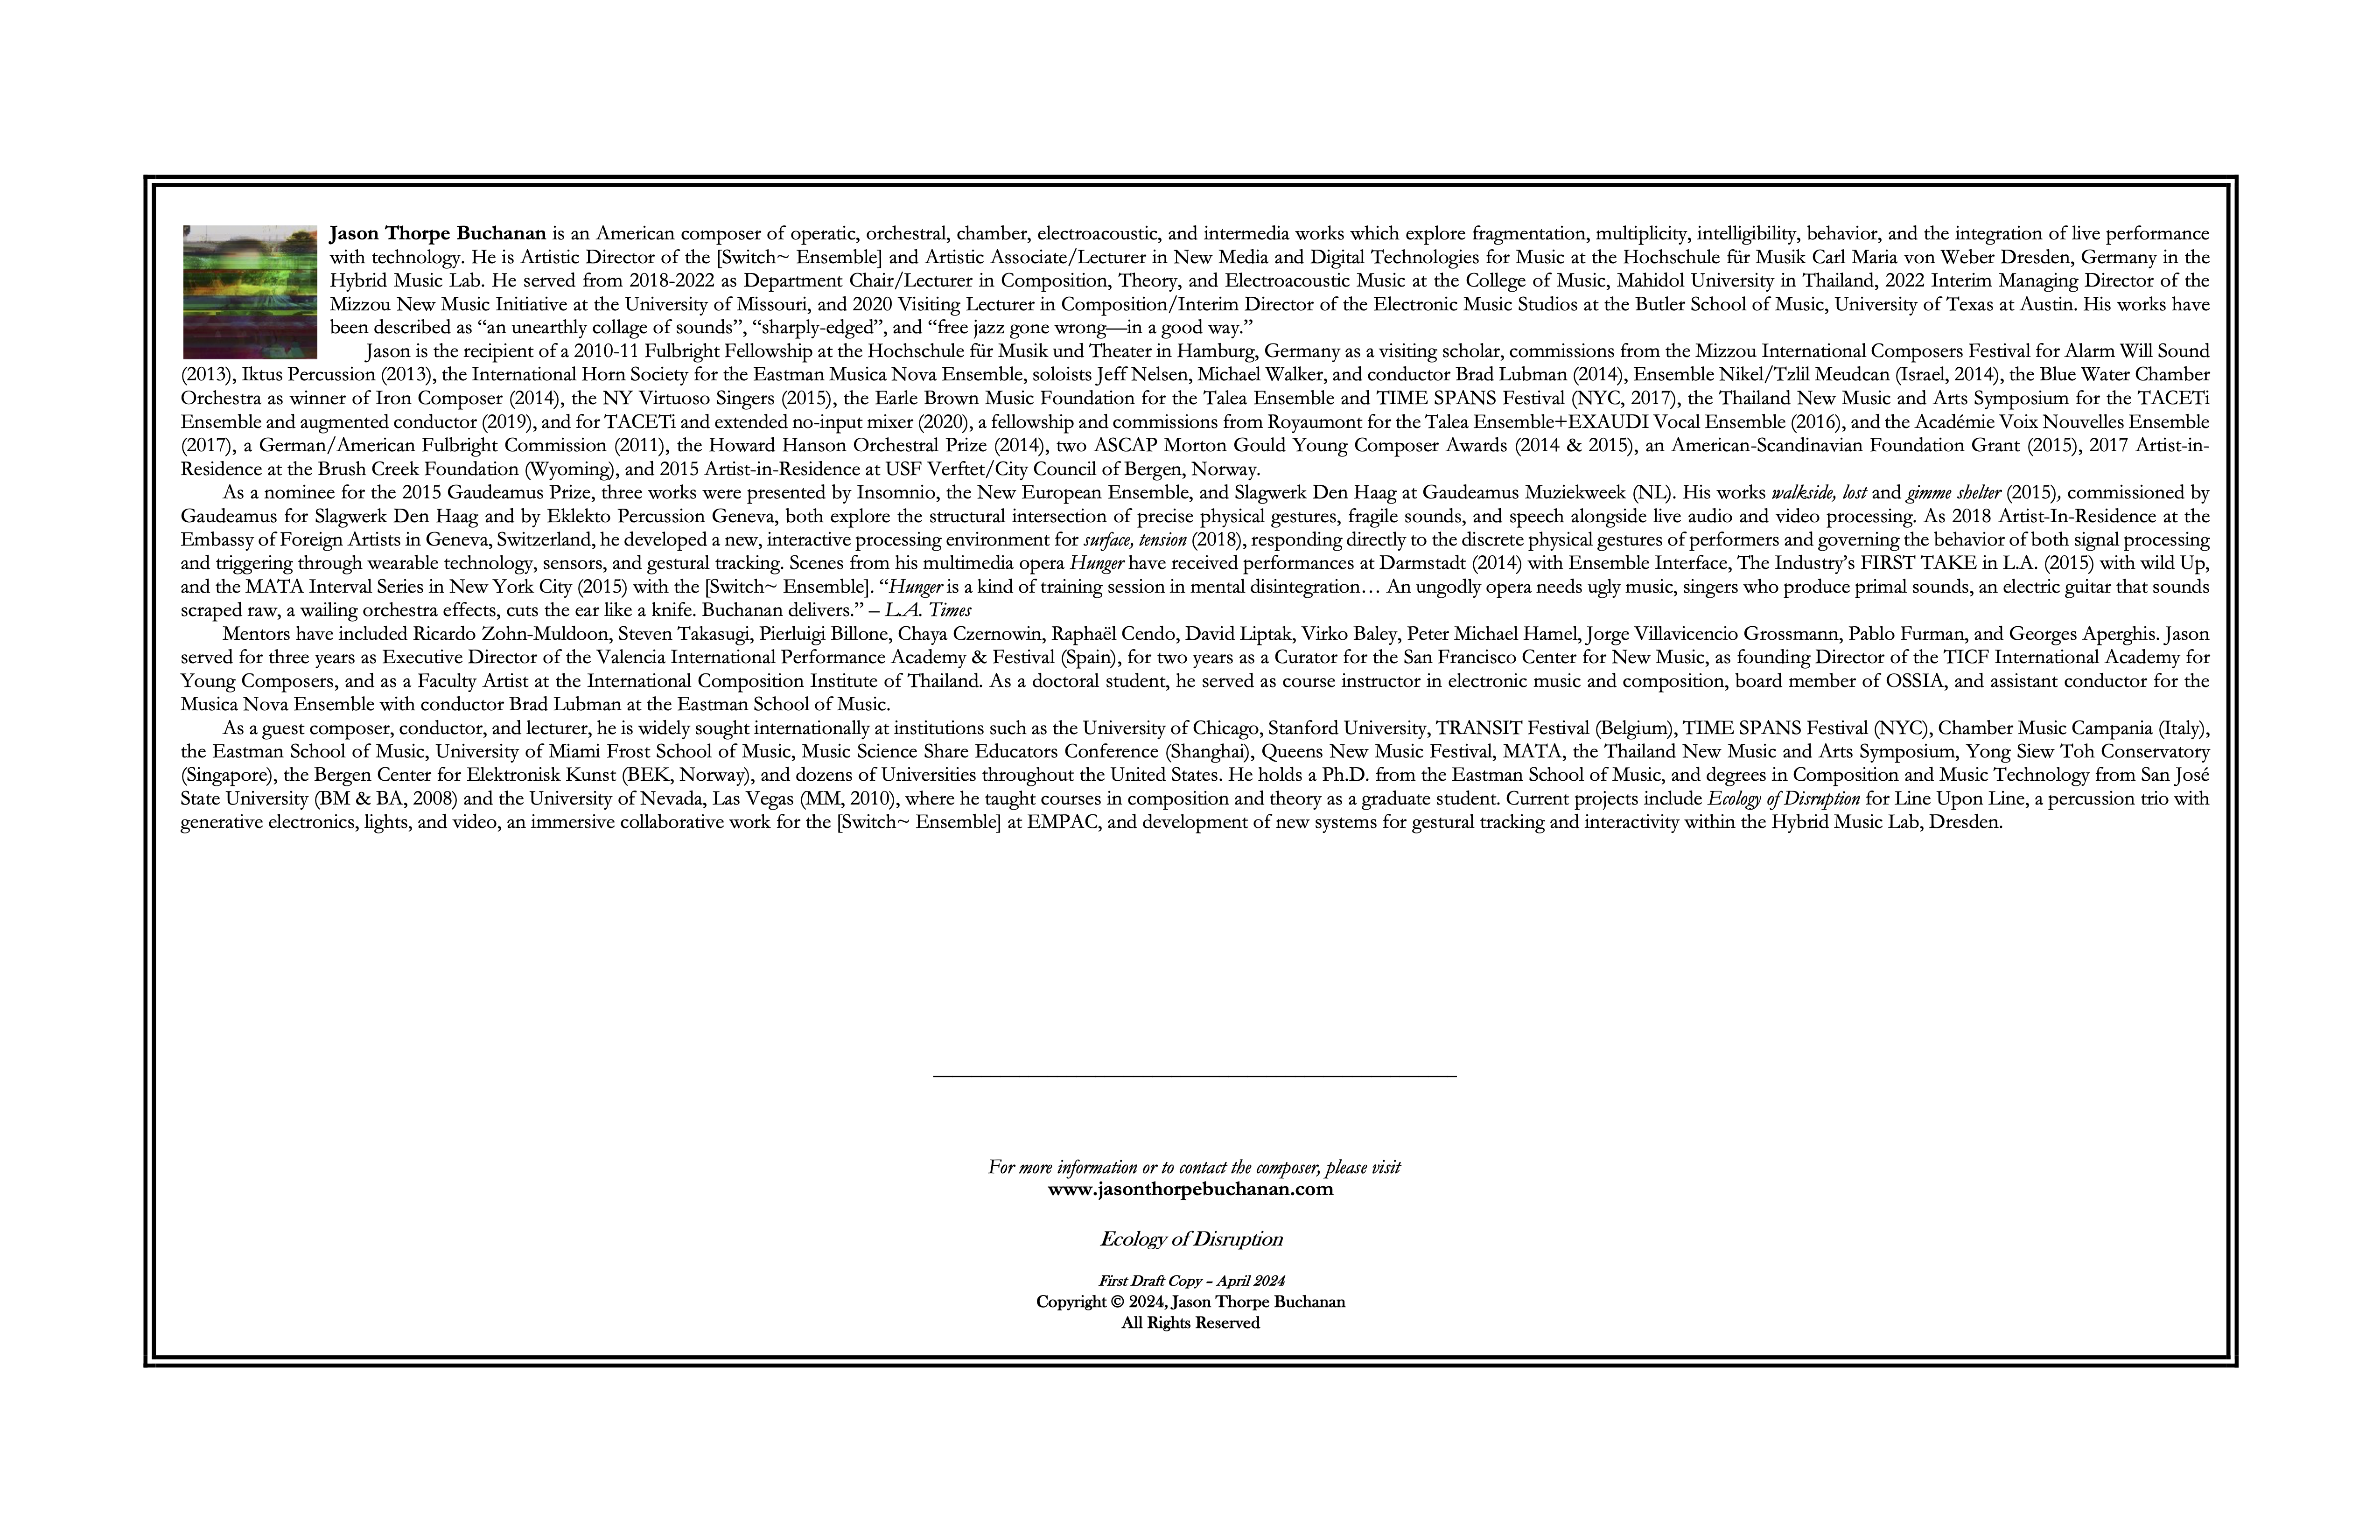 Jason Thorpe Buchanan is an American composer of operatic, orchestral, chamber, electroacoustic, and intermedia works which explore fragmentation, multiplicity, intelligibility, behavior, and the integration of live performance
with technology. He is Artistic Director of the [Switch~ Ensemble] and Artistic Associate/Lecturer in New Media and Digital Technologies for Music at the Hochschule für Musik Carl Maria von Weber Dresden, Germany in the
Hybrid Music Lab. He served from 2018-2022 as Department Chair/Lecturer in Composition, Theory, and Electroacoustic Music at the College of Music, Mahidol University in Thailand, 2022 Interim Managing Director of the
Mizzou New Music Initiative at the University of Missouri, and 2020 Visiting Lecturer in Composition/Interim Director of the Electronic Music Studios at the Butler School of Music, University of Texas at Austin. His works have
been described as “an unearthly collage of sounds”, “sharply-edged”, and “free jazz gone wrong—in a good way.”
Jason is the recipient of a 2010-11 Fulbright Fellowship at the Hochschule für Musik und Theater in Hamburg, Germany as a visiting scholar, commissions from the Mizzou International Composers Festival for Alarm Will Sound
(2013), Iktus Percussion (2013), the International Horn Society for the Eastman Musica Nova Ensemble, soloists Jeff Nelsen, Michael Walker, and conductor Brad Lubman (2014), Ensemble Nikel/Tzlil Meudcan (Israel, 2014), the Blue Water Chamber
Orchestra as winner of Iron Composer (2014), the NY Virtuoso Singers (2015), the Earle Brown Music Foundation for the Talea Ensemble and TIME SPANS Festival (NYC, 2017), the Thailand New Music and Arts Symposium for the TACETi
Ensemble and augmented conductor (2019), and for TACETi and extended no-input mixer (2020), a fellowship and commissions from Royaumont for the Talea Ensemble+EXAUDI Vocal Ensemble (2016), and the Académie Voix Nouvelles Ensemble
(2017), a German/American Fulbright Commission (2011), the Howard Hanson Orchestral Prize (2014), two ASCAP Morton Gould Young Composer Awards (2014 & 2015), an American-Scandinavian Foundation Grant (2015), 2017 Artist-in-
Residence at the Brush Creek Foundation (Wyoming), and 2015 Artist-in-Residence at USF Verftet/City Council of Bergen, Norway.
As a nominee for the 2015 Gaudeamus Prize, three works were presented by Insomnio, the New European Ensemble, and Slagwerk Den Haag at Gaudeamus Muziekweek (NL). His works walkside, lost and gimme shelter (2015), commissioned by
Gaudeamus for Slagwerk Den Haag and by Eklekto Percussion Geneva, both explore the structural intersection of precise physical gestures, fragile sounds, and speech alongside live audio and video processing. As 2018 Artist-In-Residence at the
Embassy of Foreign Artists in Geneva, Switzerland, he developed a new, interactive processing environment for surface, tension (2018), responding directly to the discrete physical gestures of performers and governing the behavior of both signal processing
and triggering through wearable technology, sensors, and gestural tracking. Scenes from his multimedia opera Hunger have received performances at Darmstadt (2014) with Ensemble Interface, The Industry’s FIRST TAKE in L.A. (2015) with wild Up,
and the MATA Interval Series in New York City (2015) with the [Switch~ Ensemble]. “Hunger is a kind of training session in mental disintegration… An ungodly opera needs ugly music, singers who produce primal sounds, an electric guitar that sounds
scraped raw, a wailing orchestra effects, cuts the ear like a knife. Buchanan delivers.” – L.A. Times
Mentors have included Ricardo Zohn-Muldoon, Steven Takasugi, Pierluigi Billone, Chaya Czernowin, Raphaël Cendo, David Liptak, Virko Baley, Peter Michael Hamel, Jorge Villavicencio Grossmann, Pablo Furman, and Georges Aperghis. Jason
served for three years as Executive Director of the Valencia International Performance Academy & Festival (Spain), for two years as a Curator for the San Francisco Center for New Music, as founding Director of the TICF International Academy for
Young Composers, and as a Faculty Artist at the International Composition Institute of Thailand. As a doctoral student, he served as course instructor in electronic music and composition, board member of OSSIA, and assistant conductor for the
Musica Nova Ensemble with conductor Brad Lubman at the Eastman School of Music.
As a guest composer, conductor, and lecturer, he is widely sought internationally at institutions such as the University of Chicago, Stanford University, TRANSIT Festival (Belgium), TIME SPANS Festival (NYC), Chamber Music Campania (Italy),
the Eastman School of Music, University of Miami Frost School of Music, Music Science Share Educators Conference (Shanghai), Queens New Music Festival, MATA, the Thailand New Music and Arts Symposium, Yong Siew Toh Conservatory
(Singapore), the Bergen Center for Elektronisk Kunst (BEK, Norway), and dozens of Universities throughout the United States. He holds a Ph.D. from the Eastman School of Music, and degrees in Composition and Music Technology from San José
State University (BM & BA, 2008) and the University of Nevada, Las Vegas (MM, 2010), where he taught courses in composition and theory as a graduate student. Current projects include Ecology of Disruption for Line Upon Line, a percussion trio with
generative electronics, lights, and video, an immersive collaborative work for the [Switch~ Ensemble] at EMPAC, and development of new systems for gestural tracking and interactivity within the Hybrid Music Lab, Dresden.
For more information or to contact the composer, please visit
www.jasonthorpebuchanan.com
Ecology of Disruption
First Draft Copy – April 2024
Copyright © 2024, Jason Thorpe Buchanan
All Rights Reserved